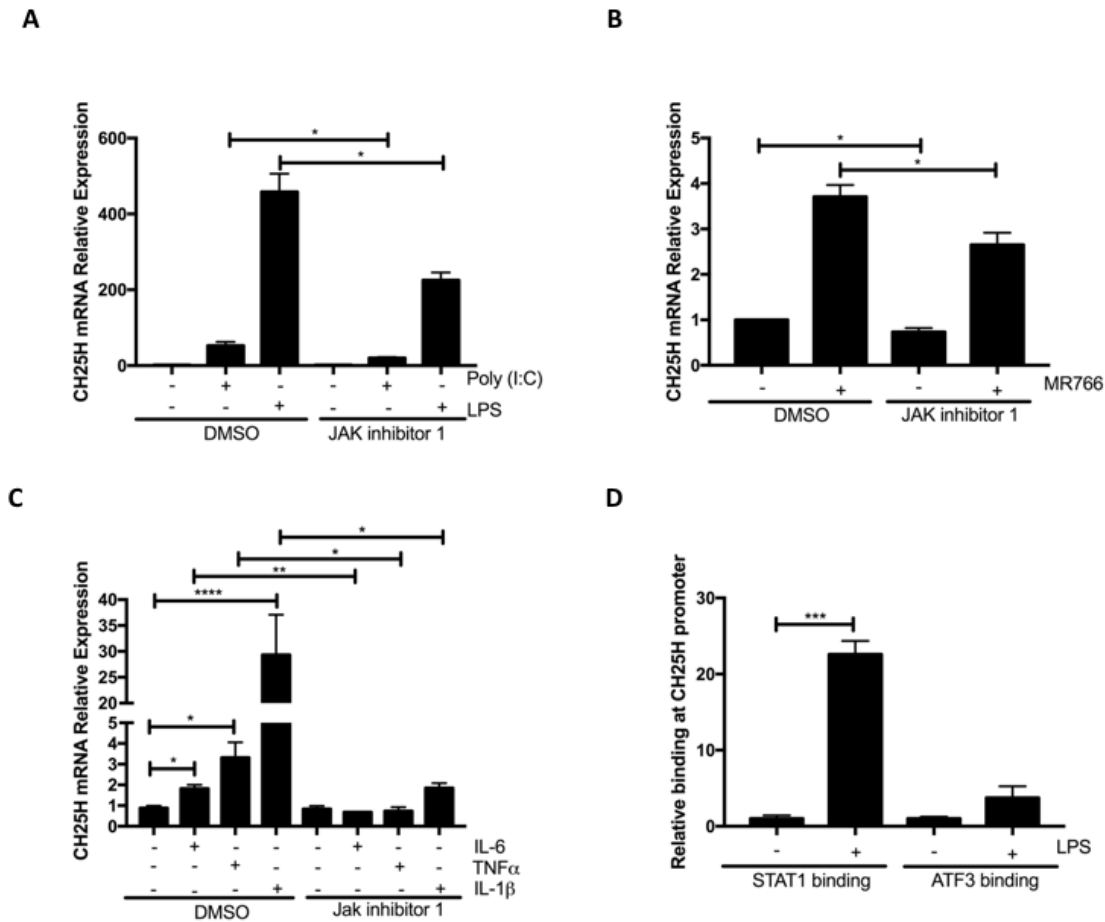 A
CH25H mRNA Relative Expression
600
400
200
0
*
*
- + - - + - Poly (I:C)
- - + - - + LPS
DMSO JAK inhibitor 1
B
CH25H mRNA Relative Expression
5
4
3
2
1
0
*
*
- + - + MR766
DMSO JAK inhibitor 1
C
CH25H mRNA Relative Expression
40
35
30
25
20
5
4
3
2
1
0
*
*
**
****
*
*
- + - - - + - - IL-6
- - + - - - + - TNFα
- - - + - - - + IL-1β
DMSO Jak inhibitor 1
D
Relative binding at CH25H promoter
30
20
10
0
***
- + - + LPS
STAT1 binding ATF3 binding